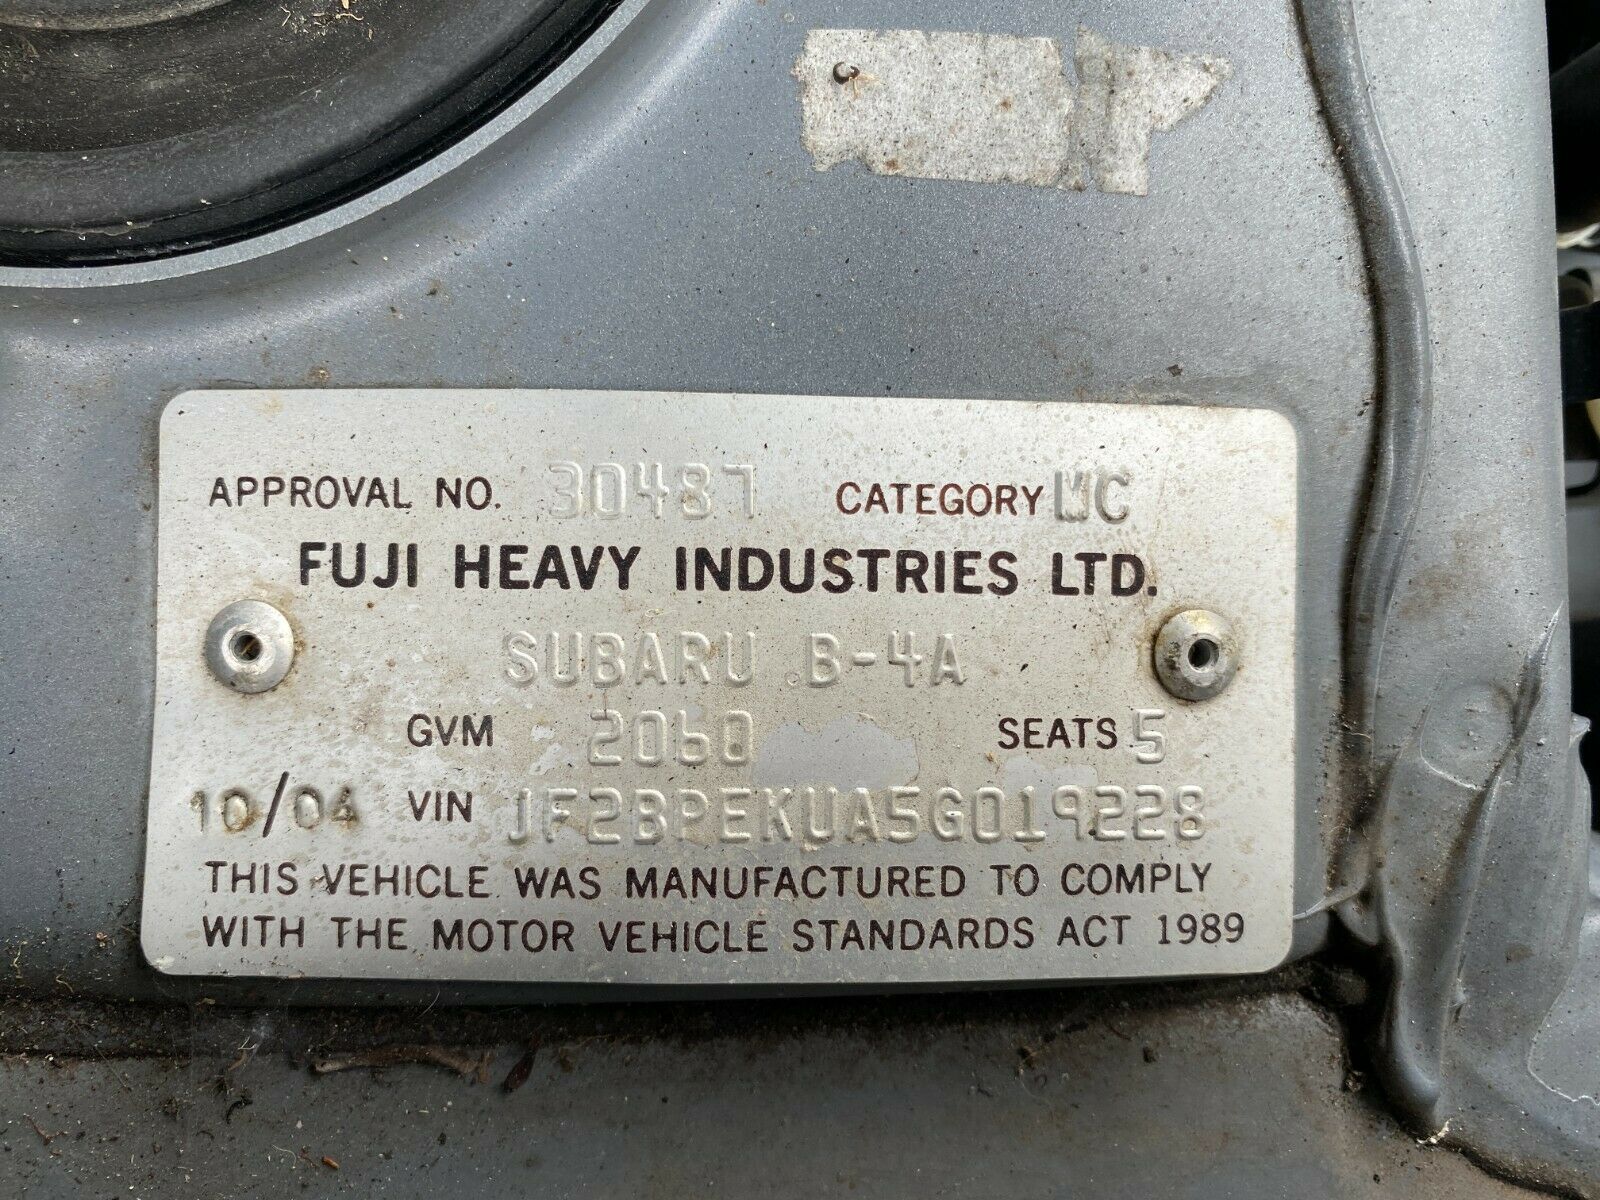 APPROVAL NO. 30487 CATEGORY MC
FUJI HEAVY INDUSTRIES LTD.
SUBARU B-4A
GVM 2060 SEATS 5
10/04 VIN JF2BPEKUA5G019228
THIS VEHICLE WAS MANUFACTURED TO COMPLY
WITH THE MOTOR VEHICLE STANDARDS ACT 1989